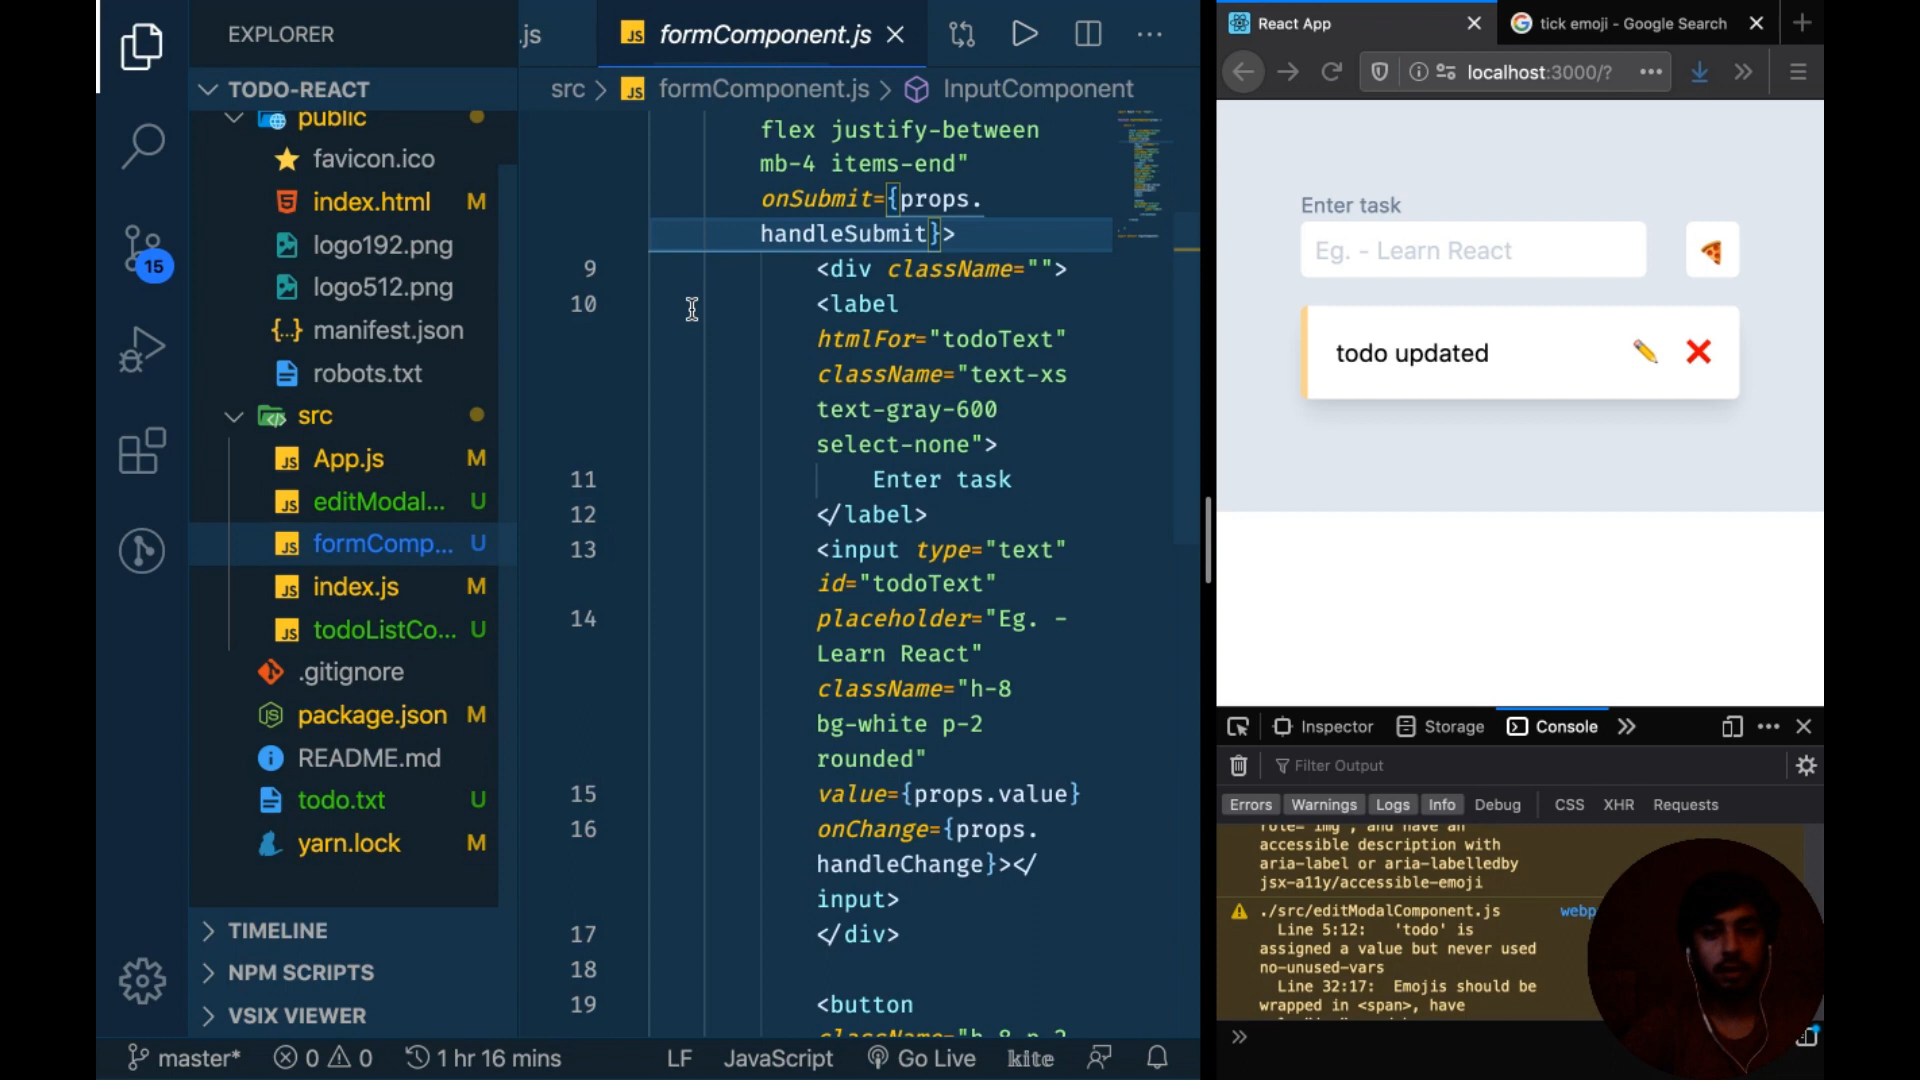 EXPLORER
TODO-REACT
public
favicon.ico
index.html M
logo192.png
logo512.png
manifest.json
robots.txt
src
App.js M
editModal... U
formComp... U
index.js M
todoListCo... U
.gitignore
package.json M
README.md
todo.txt U
yarn.lock M
TIMELINE
NPM SCRIPTS
VSIX VIEWER
15
.js
JS formComponent.js
src > JS formComponent.js > InputComponent
flex justify-between
mb-4 items-end"
onSubmit={props.
handleSubmit}>
9 <div className="">
10 <label
htmlFor="todoText"
className="text-xs
text-gray-600
select-none">
11 Enter task
12 </label>
13 <input type="text"
id="todoText"
14 placeholder="Eg. -
Learn React"
className="h-8
bg-white p-2
rounded"
15 value={props.value}
16 onChange={props.
handleChange}></
input>
17 </div>
18
19 <button
master* 0 0 1 hr 16 mins LF JavaScript Go Live kite
React App
tick emoji - Google Search
localhost:3000/?
Enter task
Eg. - Learn React
todo updated
Inspector Storage Console
Filter Output
Errors Warnings Logs Info Debug CSS XHR Requests
role="img", and have an
accessible description with
aria-label or aria-labelledby
jsx-a11y/accessible-emoji
./src/editModalComponent.js webp
Line 5:12: 'todo' is
assigned a value but never used
no-unused-vars
Line 32:17: Emojis should be
wrapped in <span>, have